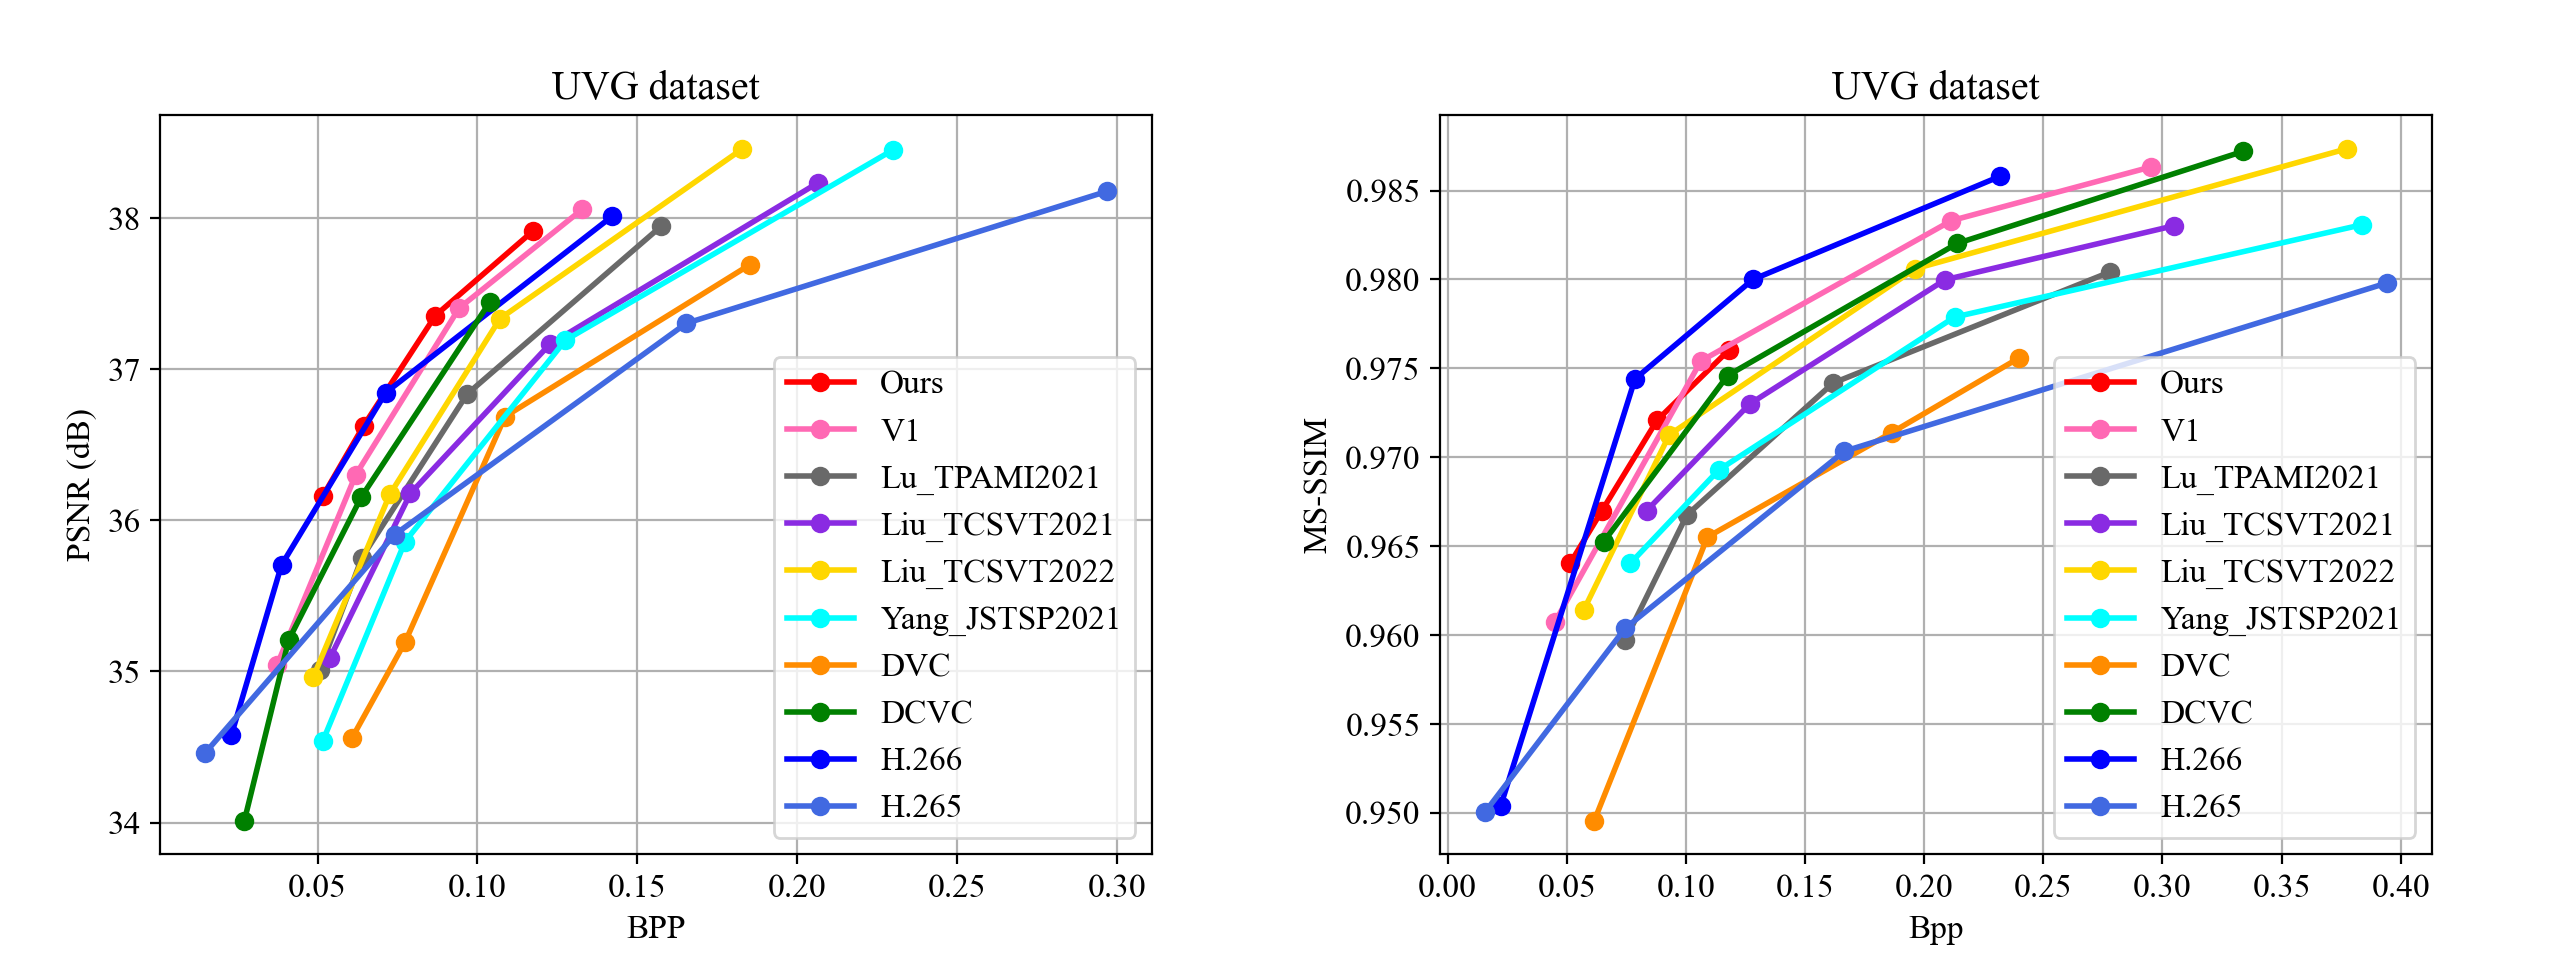 UVG dataset
38
37
36
35
34
PSNR (dB)
0.05 0.10 0.15 0.20 0.25 0.30
BPP
Ours
V1
Lu_TPAMI2021
Liu_TCSVT2021
Liu_TCSVT2022
Yang_JSTSP2021
DVC
DCVC
H.266
H.265
UVG dataset
0.985
0.980
0.975
0.970
0.965
0.960
0.955
0.950
MS-SSIM
0.00 0.05 0.10 0.15 0.20 0.25 0.30 0.35 0.40
Bpp
Ours
V1
Lu_TPAMI2021
Liu_TCSVT2021
Liu_TCSVT2022
Yang_JSTSP2021
DVC
DCVC
H.266
H.265